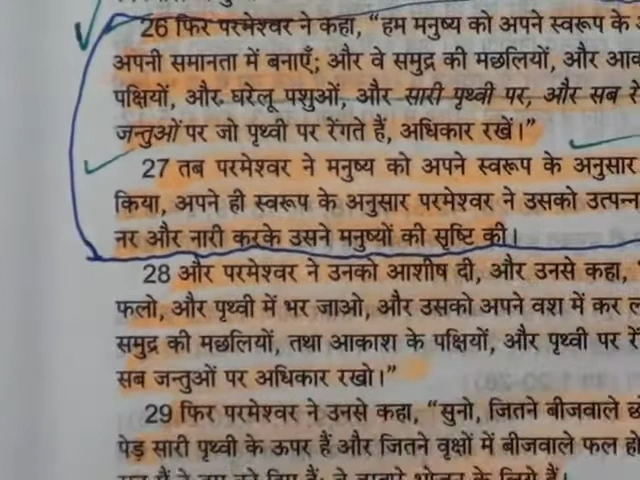 26 फिर परमेश्वर ने कहा, “हम मनुष्य को अपने स्वरूप के
अपनी समानता में बनाएँ; और वे समुद्र की मछलियों, और
पक्षियों, और घरेलू पशुओं, और सारी पृथ्वी पर, और सब
जन्तुओं पर जो पृथ्वी पर रेंगते हैं, अधिकार रखें।”
27 तब परमेश्वर ने मनुष्य को अपने स्वरूप के अनुसार
किया, अपने ही स्वरूप के अनुसार परमेश्वर ने उसको उत्पन्न
नर और नारी करके उसने मनुष्यों की सृष्टि की।
28 और परमेश्वर ने उनको आशीष दी, और उनसे कहा,
फलो, और पृथ्वी में भर जाओ, और उसको अपने वश में कर
समुद्र की मछलियों, तथा आकाश के पक्षियों, और पृथ्वी पर
सब जन्तुओं पर अधिकार रखो।”
29 फिर परमेश्वर ने उनसे कहा, “सुनो, जितने बीजवाले
पेड़ सारी पृथ्वी के ऊपर हैं और जितने वृक्षों में बीजवाले फल